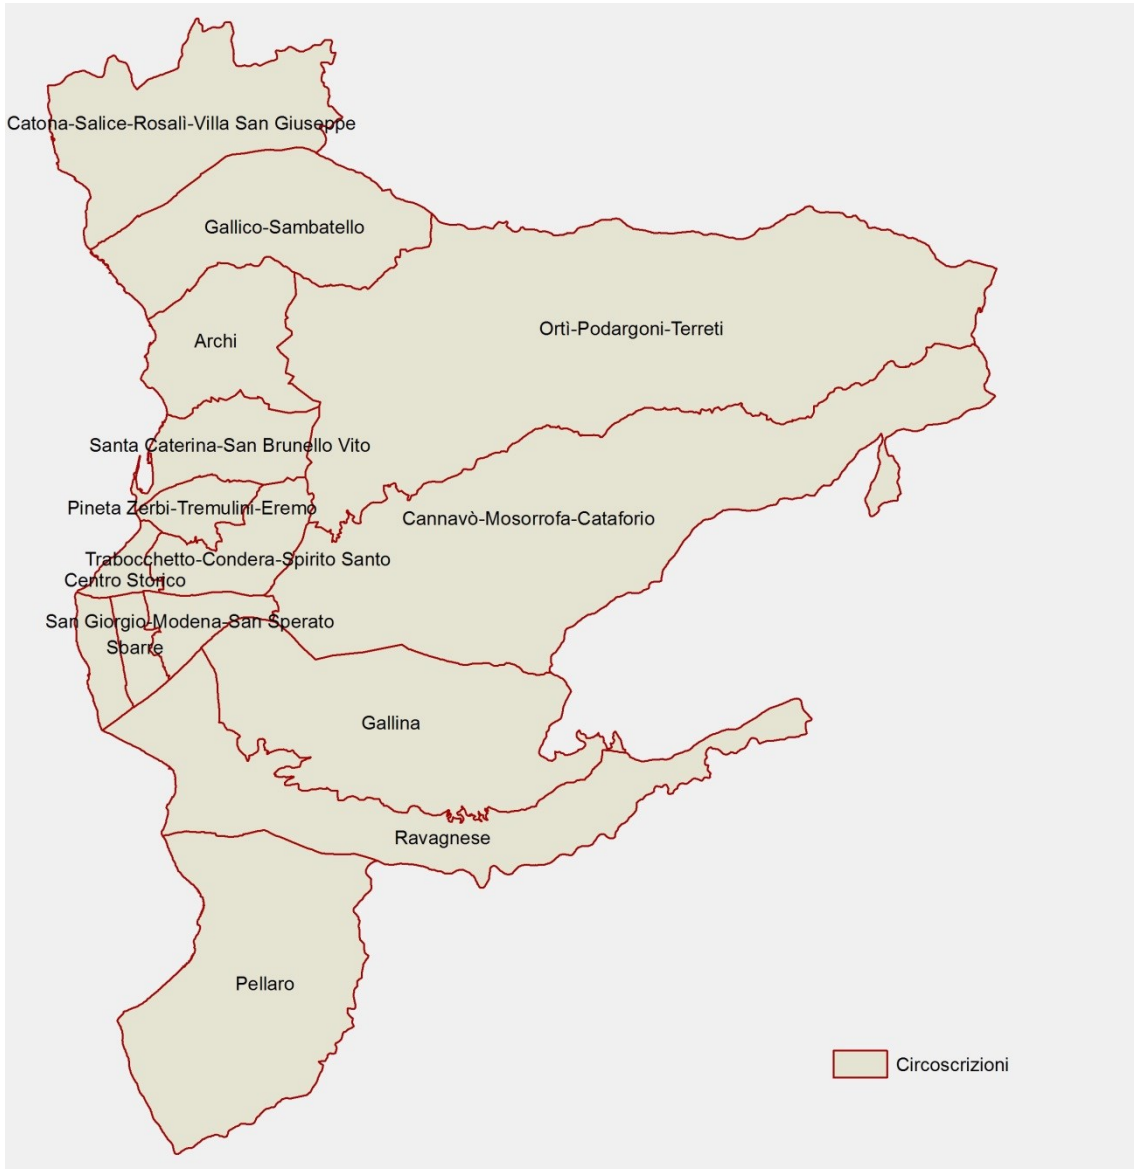 Catona-Salice-Rosalì-Villa San Giuseppe
Gallico-Sambatello
Ortì-Podargoni-Terreti
Archi
Santa Caterina-San Brunello Vito
Pineta Zerbi-Tremulini-Eremo
Cannavò-Mosorrofa-Cataforio
Trabocchetto-Condera-Spirito Santo
Centro Storico
San Giorgio-Modena-San Sperato
Sbarre
Gallina
Ravagnese
Pellaro
Circoscrizioni